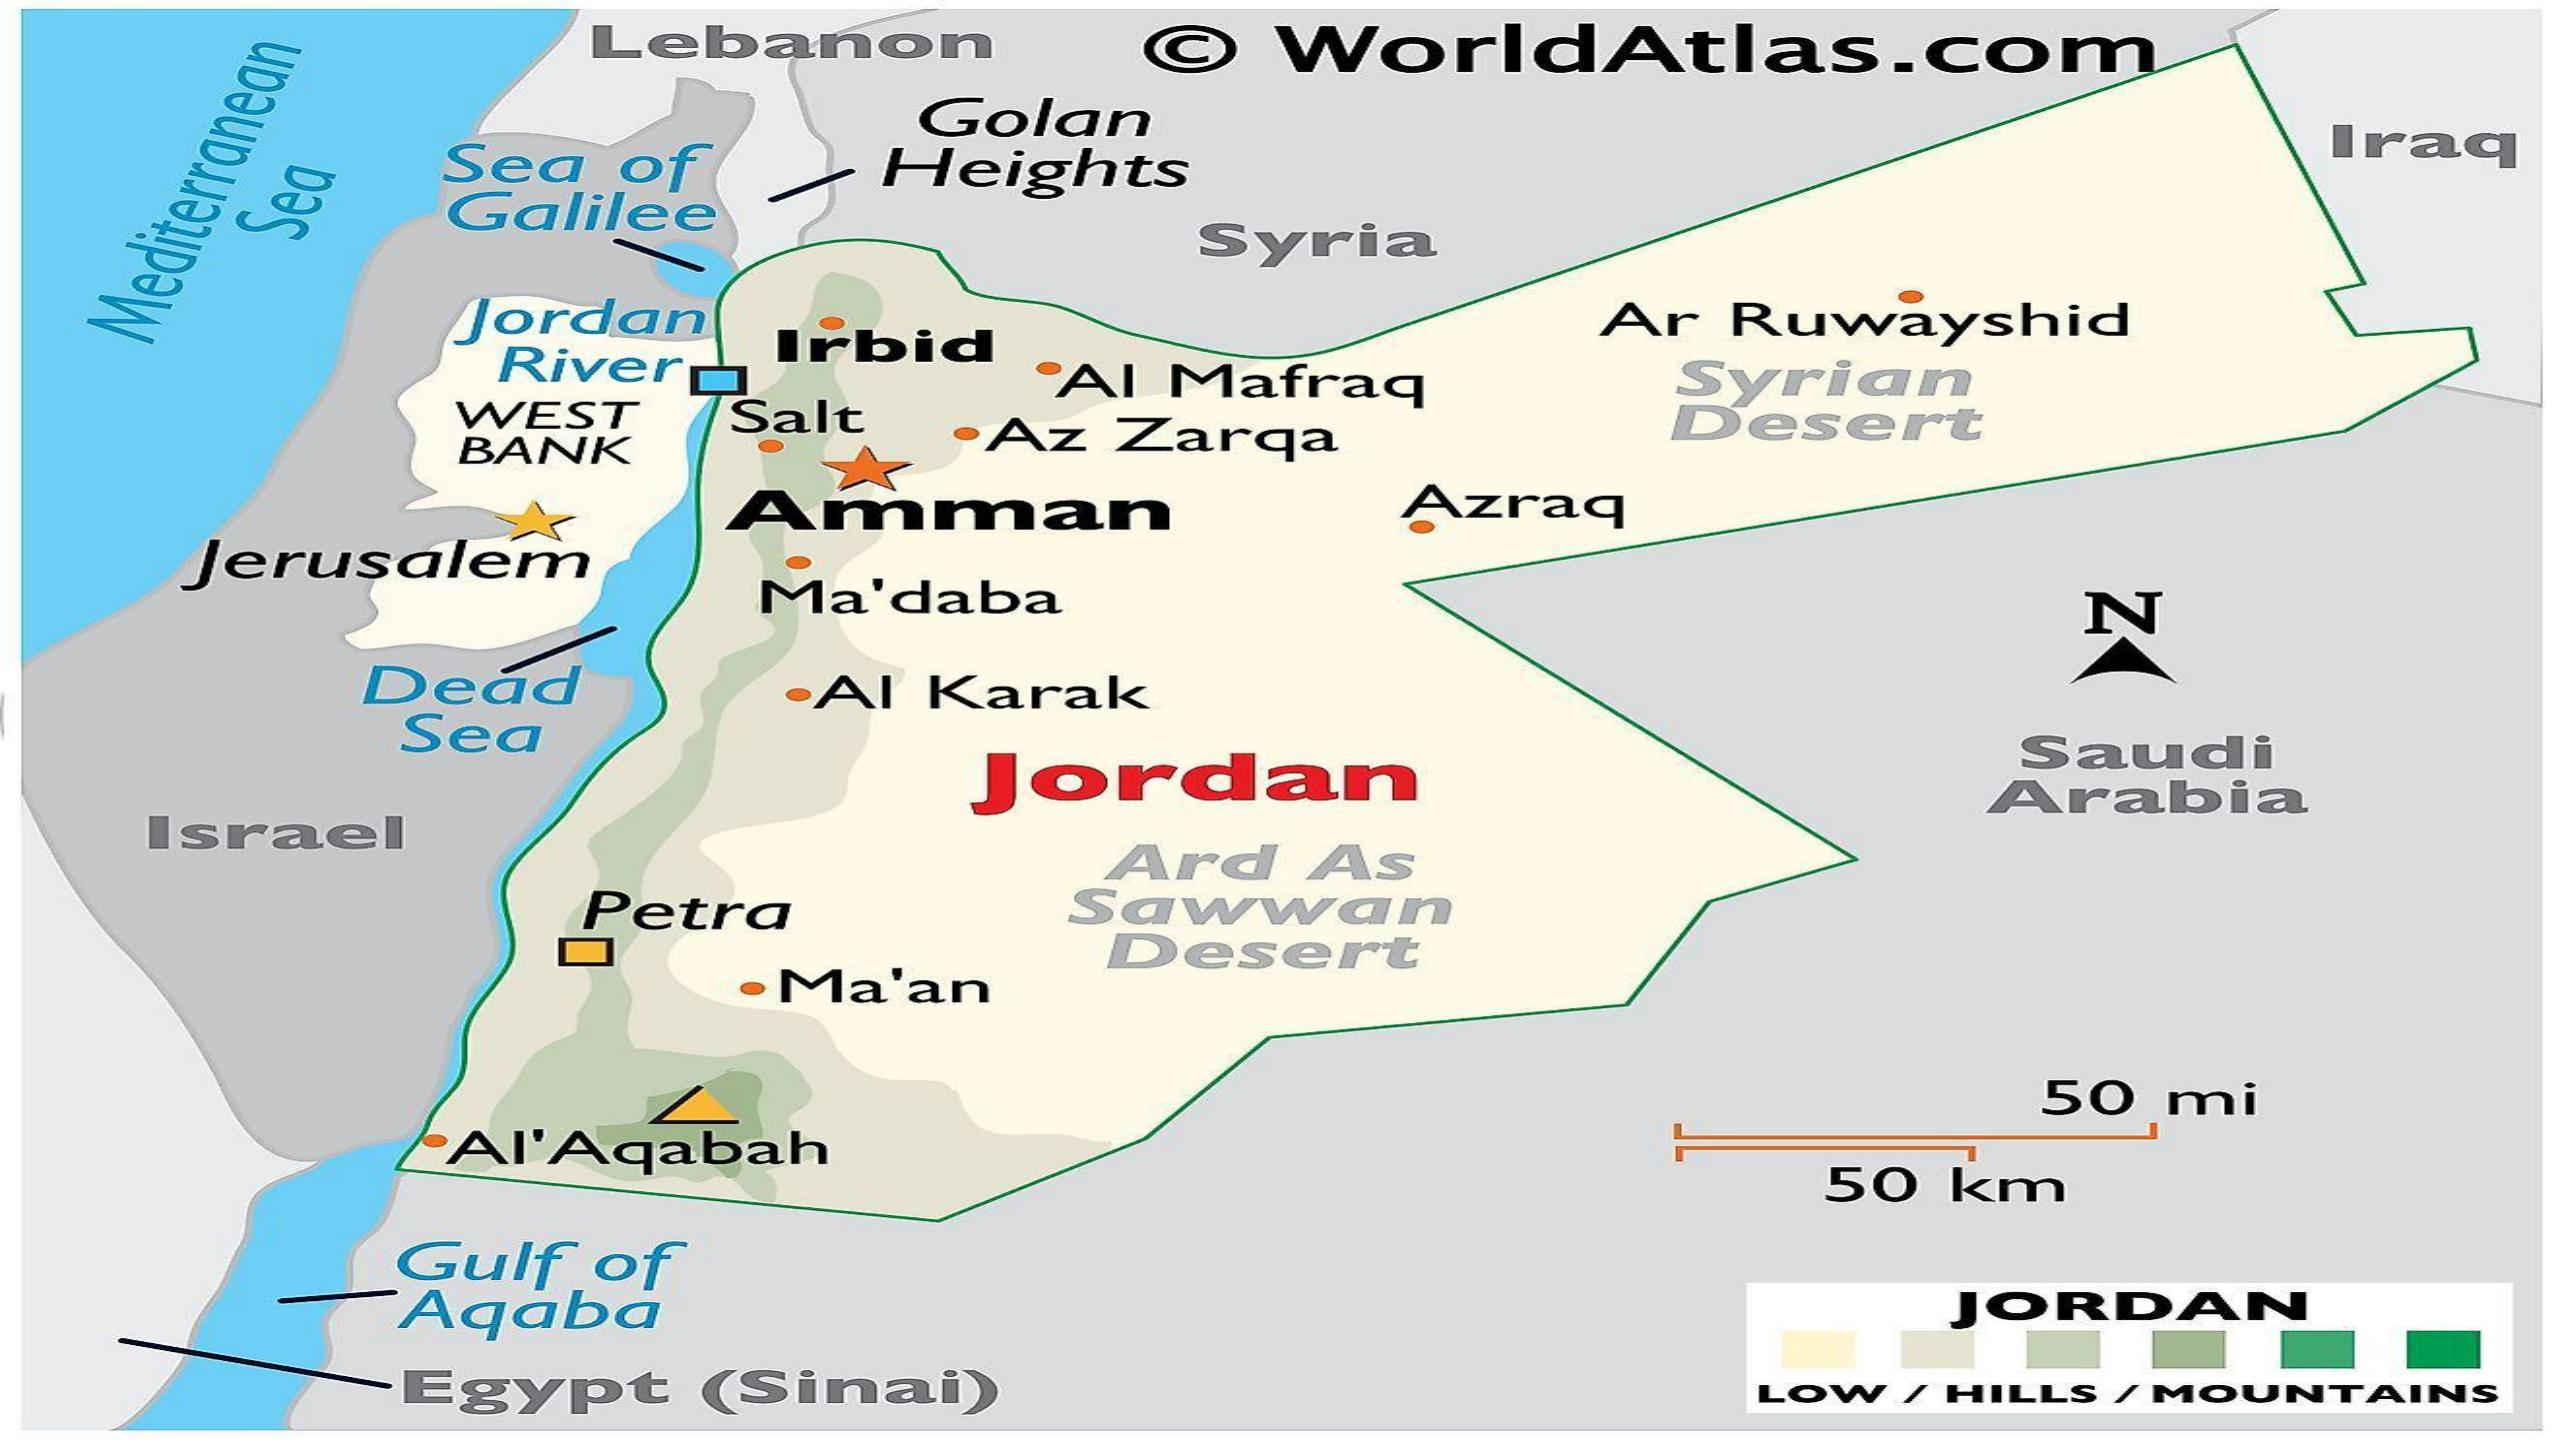 Lebanon
© WorldAtlas.com
Mediterranean
Sea
Golan
Heights
Iraq
Sea of
Galilee
Syria
Jordan
River
Irbid
Ar Ruwayshid
Al Mafraq
Syrian
Desert
WEST
BANK
Salt
Az Zarqa
Amman
Azraq
Jerusalem
Ma'daba
N
Dead
Sea
Al Karak
Jordan
Saudi
Arabia
Israel
Ard As
Sawwan
Desert
Petra
Ma'an
50 mi
Al'Aqabah
50 km
Gulf of
Aqaba
Egypt (Sinai)
JORDAN
LOW / HILLS / MOUNTAINS